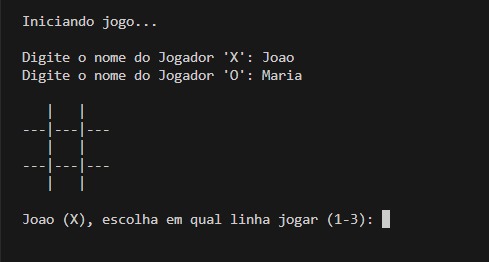 Iniciando jogo...
Digite o nome do Jogador 'X': Joao
Digite o nome do Jogador 'O': Maria
   |   |
---|---|---
   |   |
---|---|---
   |   |
Joao (X), escolha em qual linha jogar (1-3):